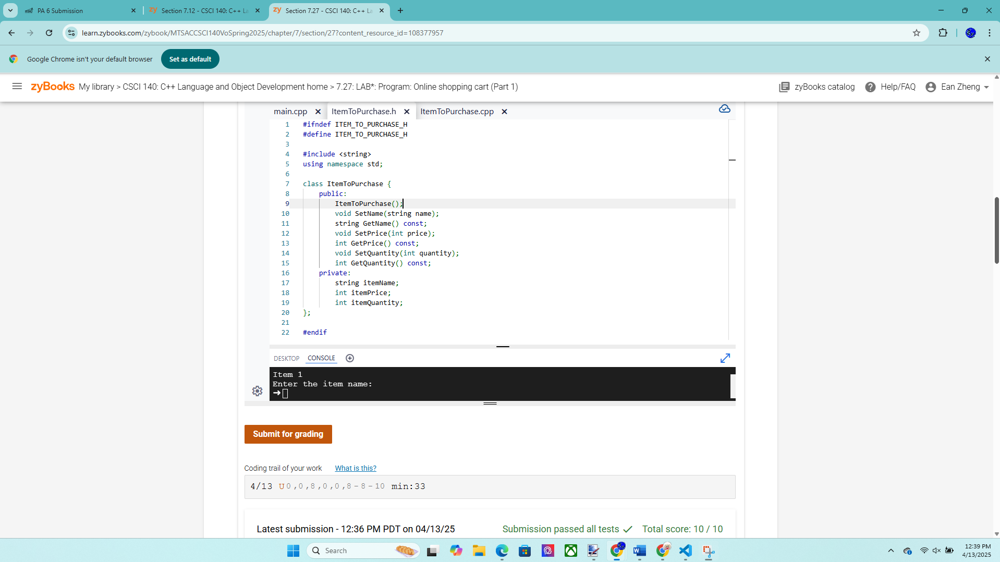 PA 6 Submission
Section 7.12 - CSCI 140: C++ La
Section 7.27 - CSCI 140: C++ La
learn.zybooks.com/zybook/MTSACCSCI140VoSpring2025/chapter/7/section/27?content_resource_id=108377957
Google Chrome isn't your default browser Set as default
zyBooks My library > CSCI 140: C++ Language and Object Development home > 7.27: LAB*: Program: Online shopping cart (Part 1)
zyBooks catalog Help/FAQ Ean Zheng
main.cpp ItemToPurchase.h ItemToPurchase.cpp
1 #ifndef ITEM_TO_PURCHASE_H
2 #define ITEM_TO_PURCHASE_H
3
4 #include <string>
5 using namespace std;
6
7 class ItemToPurchase {
8 public:
9 ItemToPurchase();
10 void SetName(string name);
11 string GetName() const;
12 void SetPrice(int price);
13 int GetPrice() const;
14 void SetQuantity(int quantity);
15 int GetQuantity() const;
16 private:
17 string itemName;
18 int itemPrice;
19 int itemQuantity;
20 };
21
22 #endif
DESKTOP CONSOLE
Item 1
Enter the item name:
Submit for grading
Coding trail of your work What is this?
4/13 U0,0,8,0,0,8-8-10 min:33
Latest submission - 12:36 PM PDT on 04/13/25 Submission passed all tests Total score: 10 / 10
Search
12:39 PM
4/13/2025